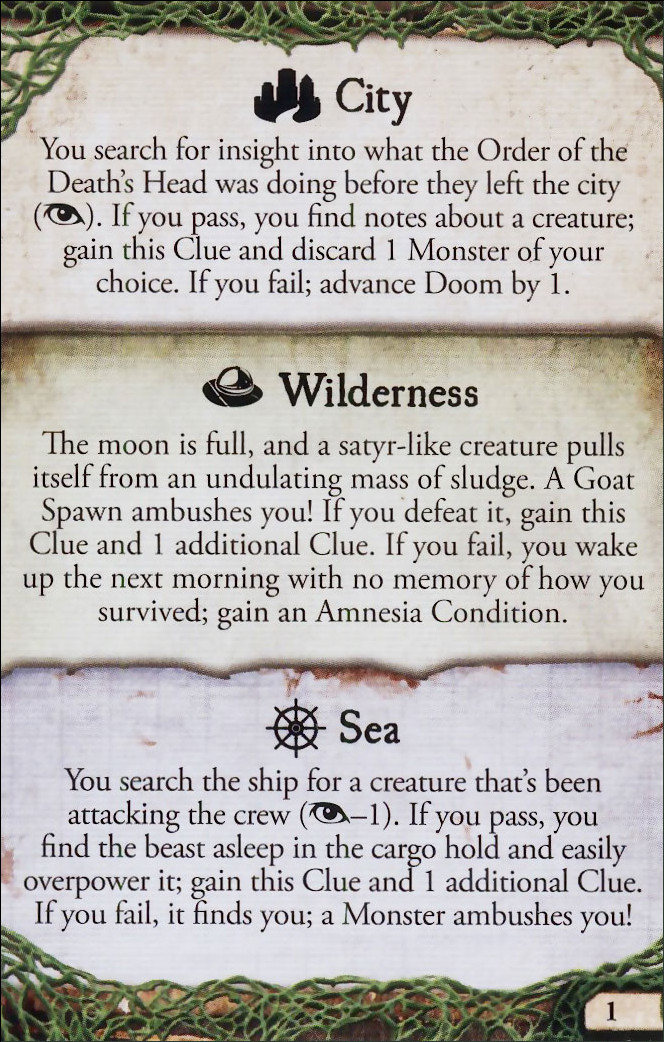 City
You search for insight into what the Order of the
Death's Head was doing before they left the city
(). If you pass, you find notes about a creature;
gain this Clue and discard 1 Monster of your
choice. If you fail; advance Doom by 1.
Wilderness
The moon is full, and a satyr-like creature pulls
itself from an undulating mass of sludge. A Goat
Spawn ambushes you! If you defeat it, gain this
Clue and 1 additional Clue. If you fail, you wake
up the next morning with no memory of how you
survived; gain an Amnesia Condition.
Sea
You search the ship for a creature that's been
attacking the crew (–1). If you pass, you
find the beast asleep in the cargo hold and easily
overpower it; gain this Clue and 1 additional Clue.
If you fail, it finds you; a Monster ambushes you!
1